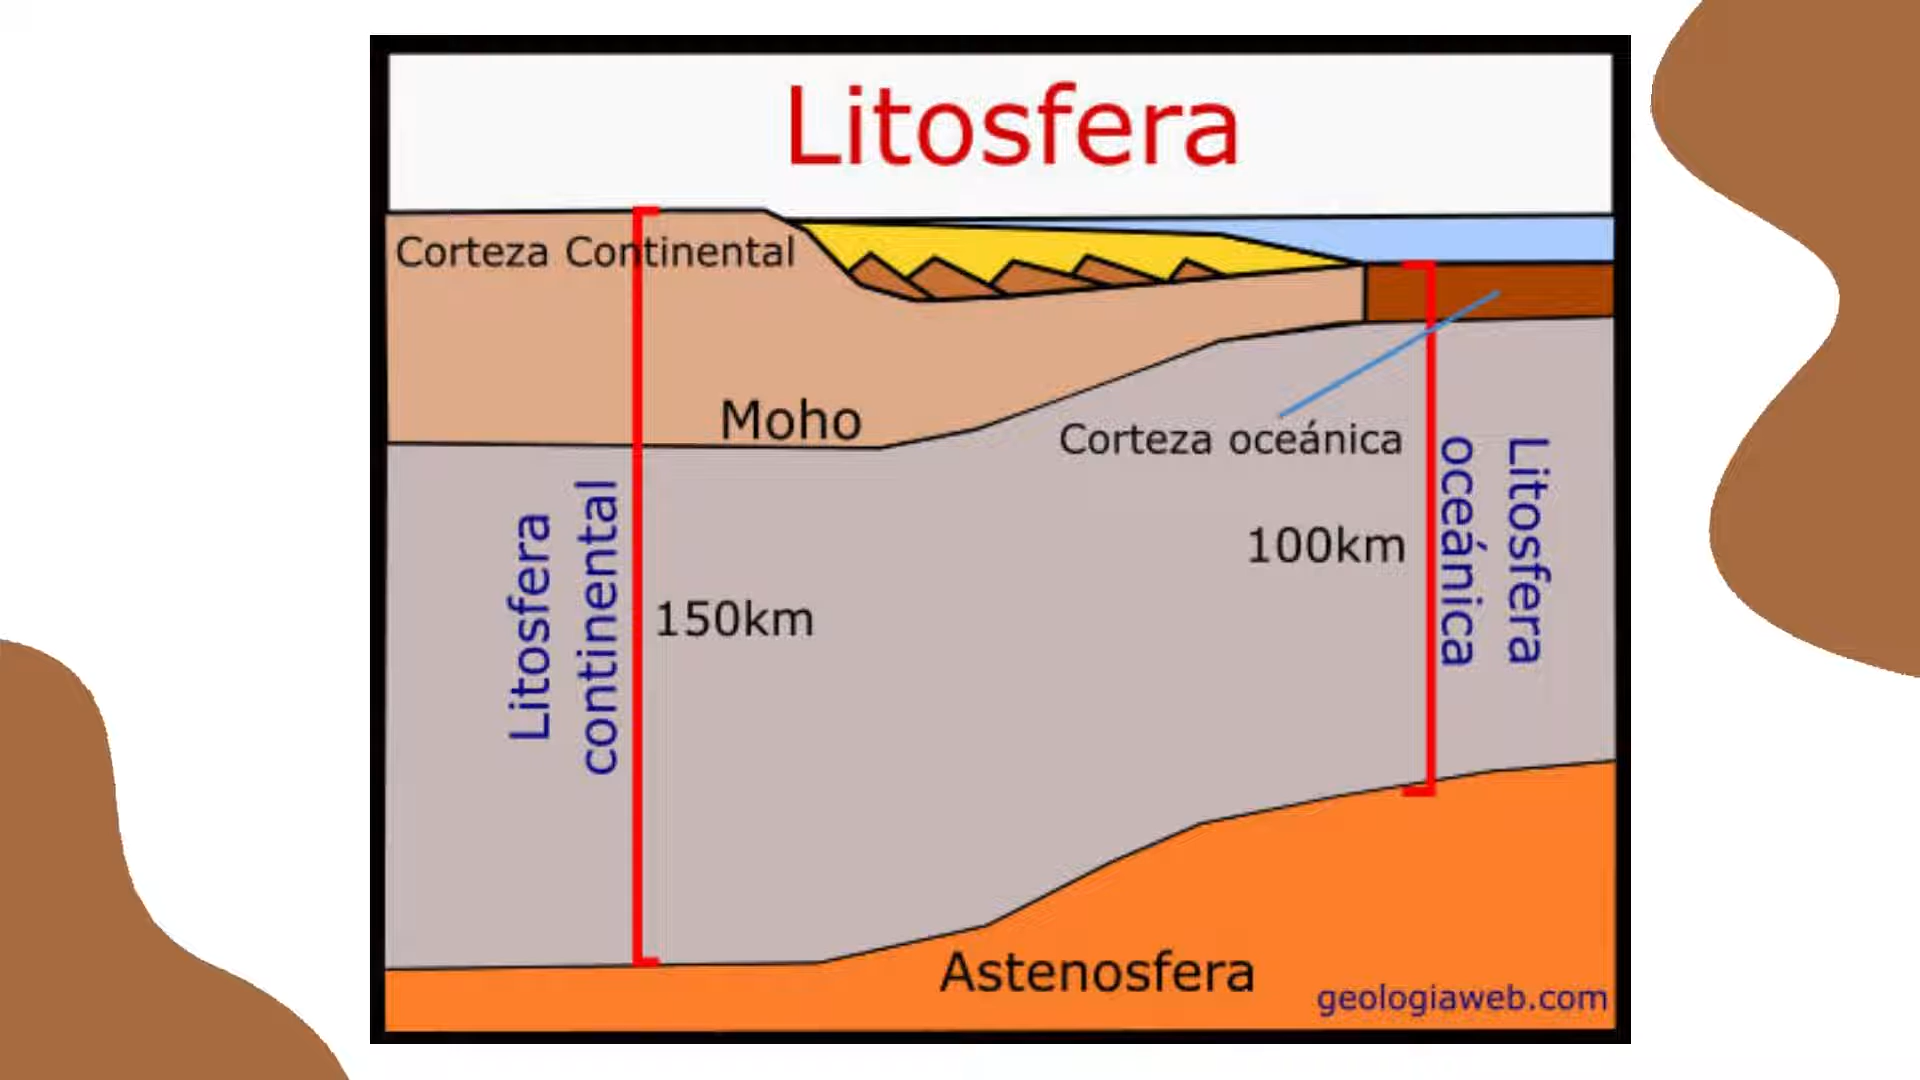 Litosfera
Corteza Continental
Moho
Corteza oceánica
Litosfera
continental
150km
100km
Litosfera
oceánica
Astenosfera
geologiaweb.com